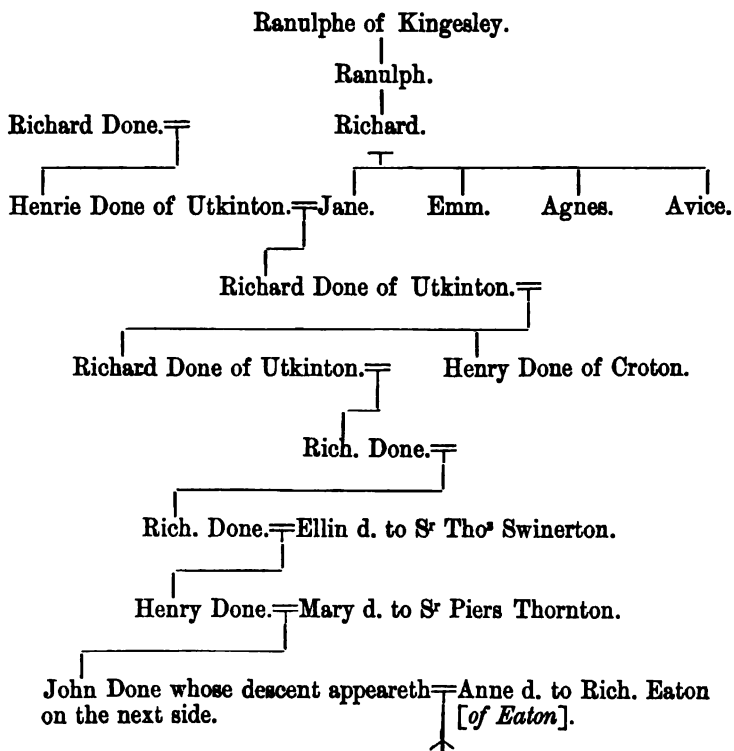 Ranulphe of Kingesley.
Ranulph.
Richard Done.
Richard.
Henrie Done of Utkinton. Jane. Emm. Agnes. Avice.
Richard Done of Utkinton.
Richard Done of Utkinton. Henry Done of Croton.
Rich. Done.
Rich. Done. Ellin d. to Sʳ Thoˢ Swinerton.
Henry Done. Mary d. to Sʳ Piers Thornton.
John Done whose descent appeareth Anne d. to Rich. Eaton
on the next side. [of Eaton].